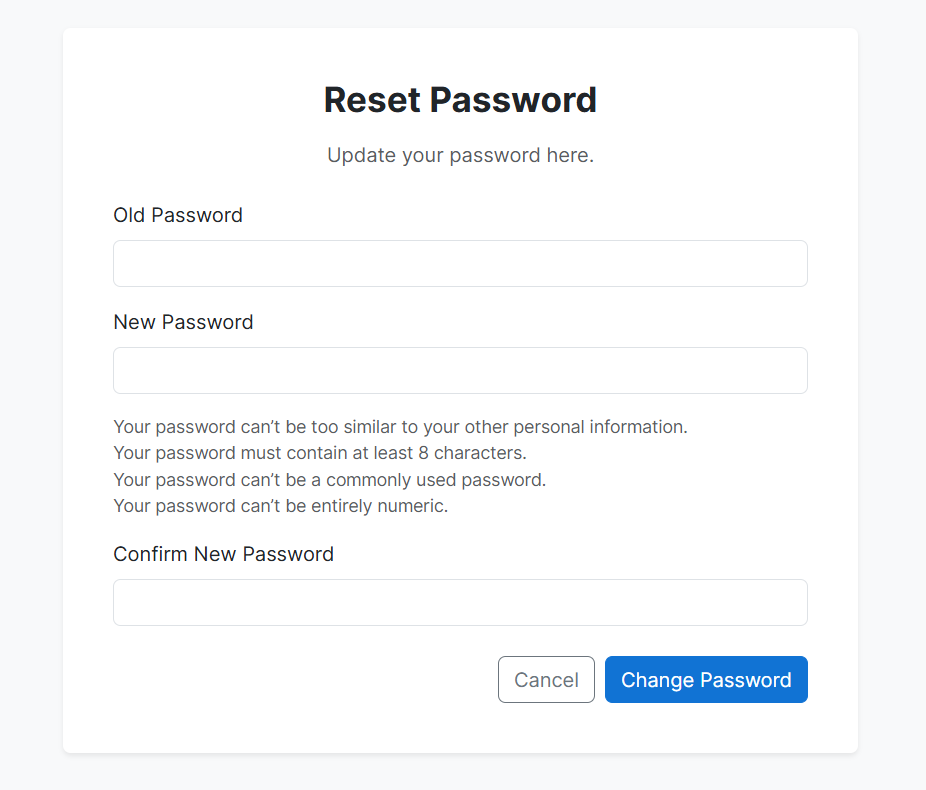 Reset Password
Update your password here.
Old Password
New Password
Your password can’t be too similar to your other personal information.
Your password must contain at least 8 characters.
Your password can’t be a commonly used password.
Your password can’t be entirely numeric.
Confirm New Password
Cancel Change Password